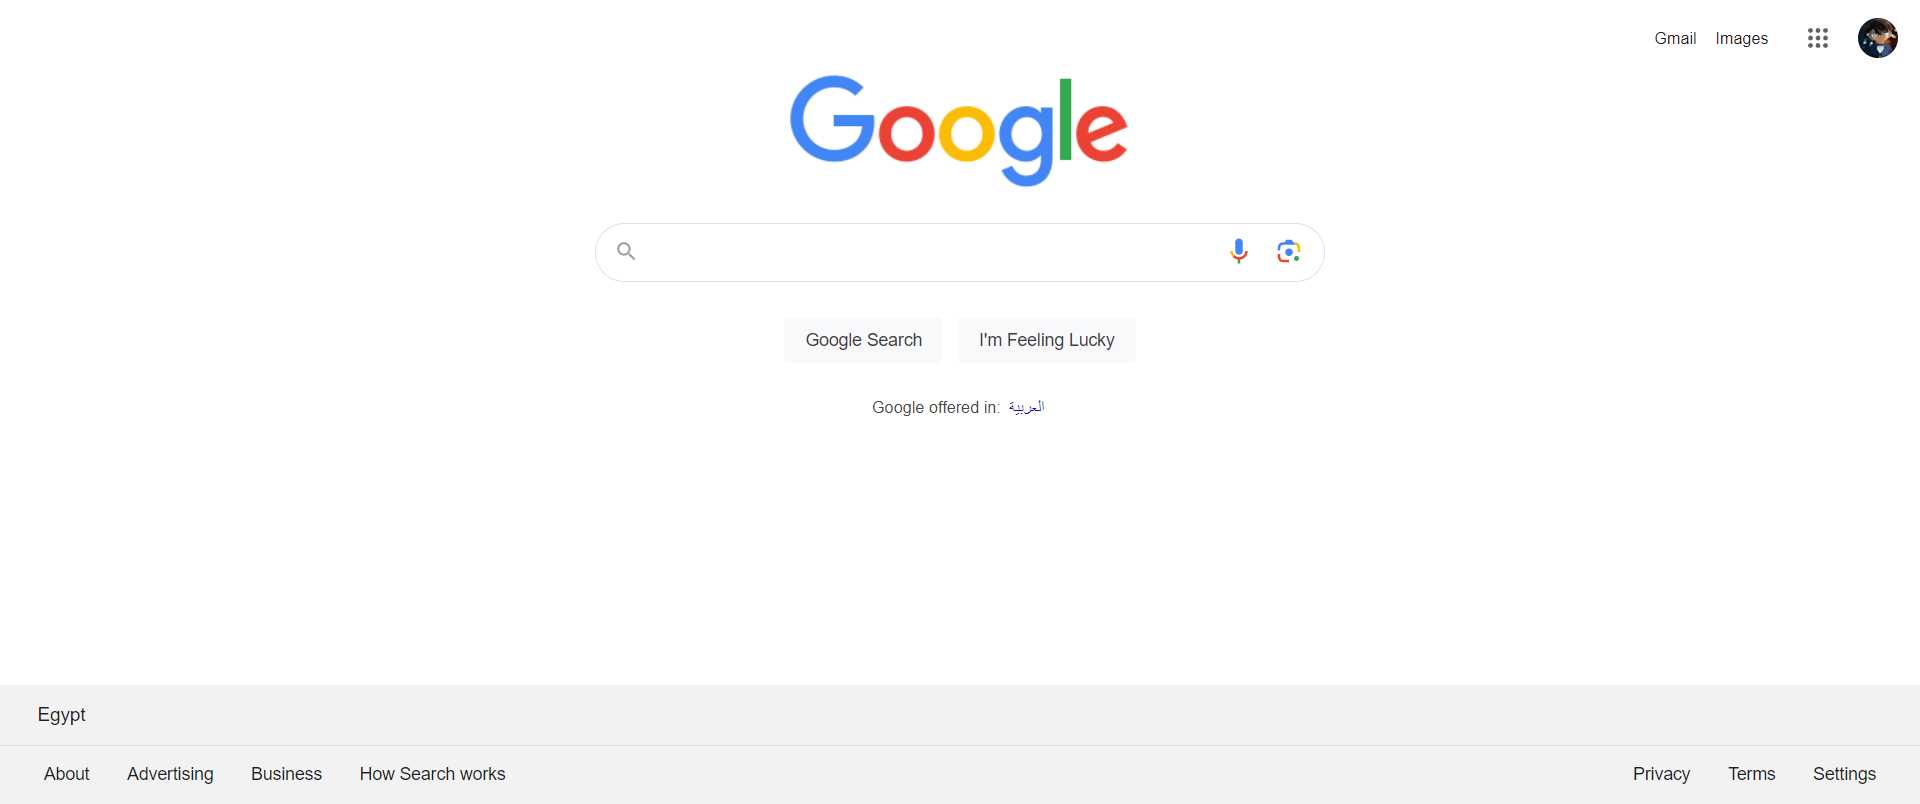 Gmail Images
Google
Google Search I'm Feeling Lucky
Google offered in: العربية
Egypt
About Advertising Business How Search works Privacy Terms Settings